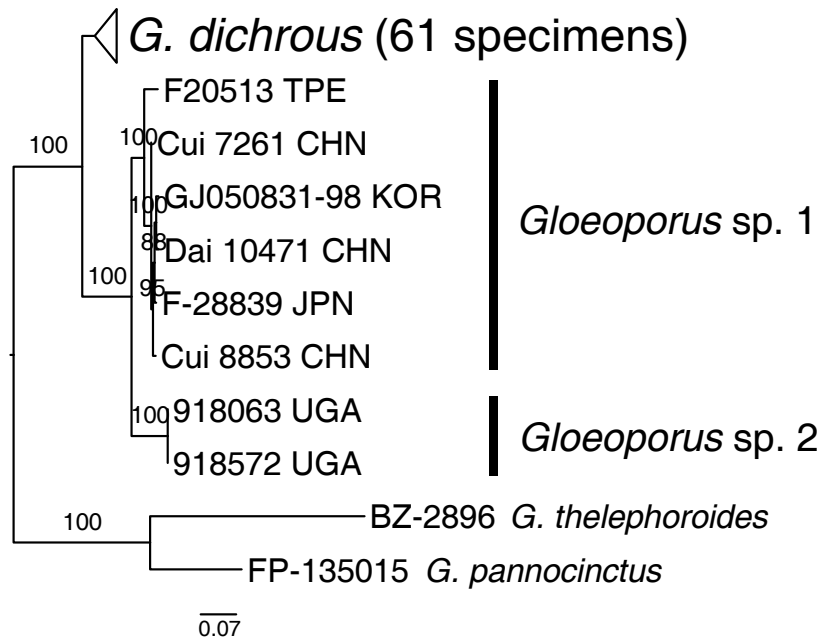 G. dichrous (61 specimens)
F20513 TPE
100
Cui 7261 CHN
100
GJ050831-98 KOR
100
Gloeoporus sp. 1
88
Dai 10471 CHN
100
95
F-28839 JPN
Cui 8853 CHN
100
918063 UGA
Gloeoporus sp. 2
918572 UGA
100
BZ-2896 G. thelephoroides
FP-135015 G. pannocinctus
0.07